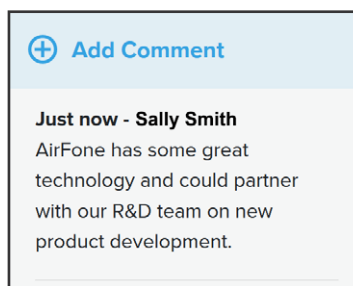 Add Comment
Just now - Sally Smith
AirFone has some great
technology and could partner
with our R&D team on new
product development.